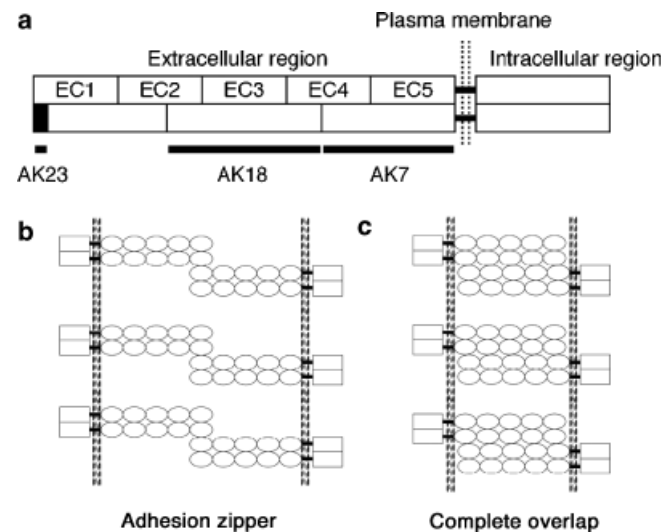 a
Plasma membrane
Extracellular region
Intracellular region
EC1 EC2 EC3 EC4 EC5
AK23 AK18 AK7
b
c
Adhesion zipper
Complete overlap